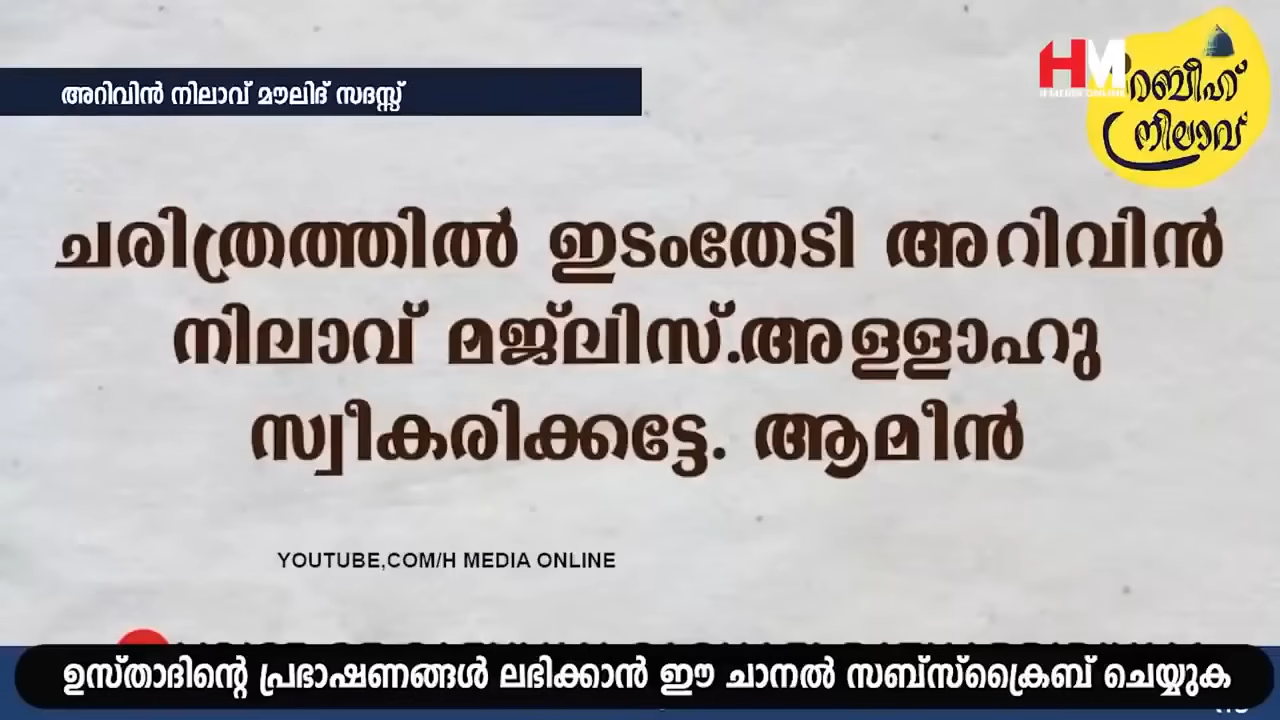 അറിവിൻ നിലാവ് മൗലിദ് സദസ്സ്
HM
റബീഹ്
നിലാവ്
ചരിത്രത്തിൽ ഇടംതേടി അറിവിൻ
നിലാവ് മജ്ലിസ്.അള്ളാഹു
സ്വീകരിക്കട്ടേ. ആമീൻ
YOUTUBE,COM/H MEDIA ONLINE
ഉസ്താദിന്റെ പ്രഭാഷണങ്ങൾ ലഭിക്കാൻ ഈ ചാനൽ സബ്സ്ക്രൈബ് ചെയ്യുക